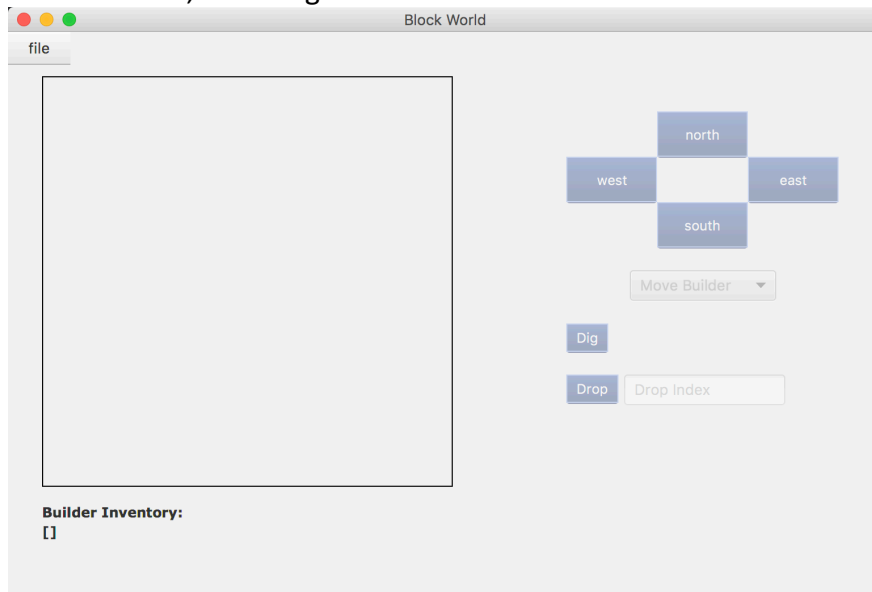 Block World
file
north
west
east
south
Move Builder
Dig
Drop
Drop Index
Builder Inventory:
[]